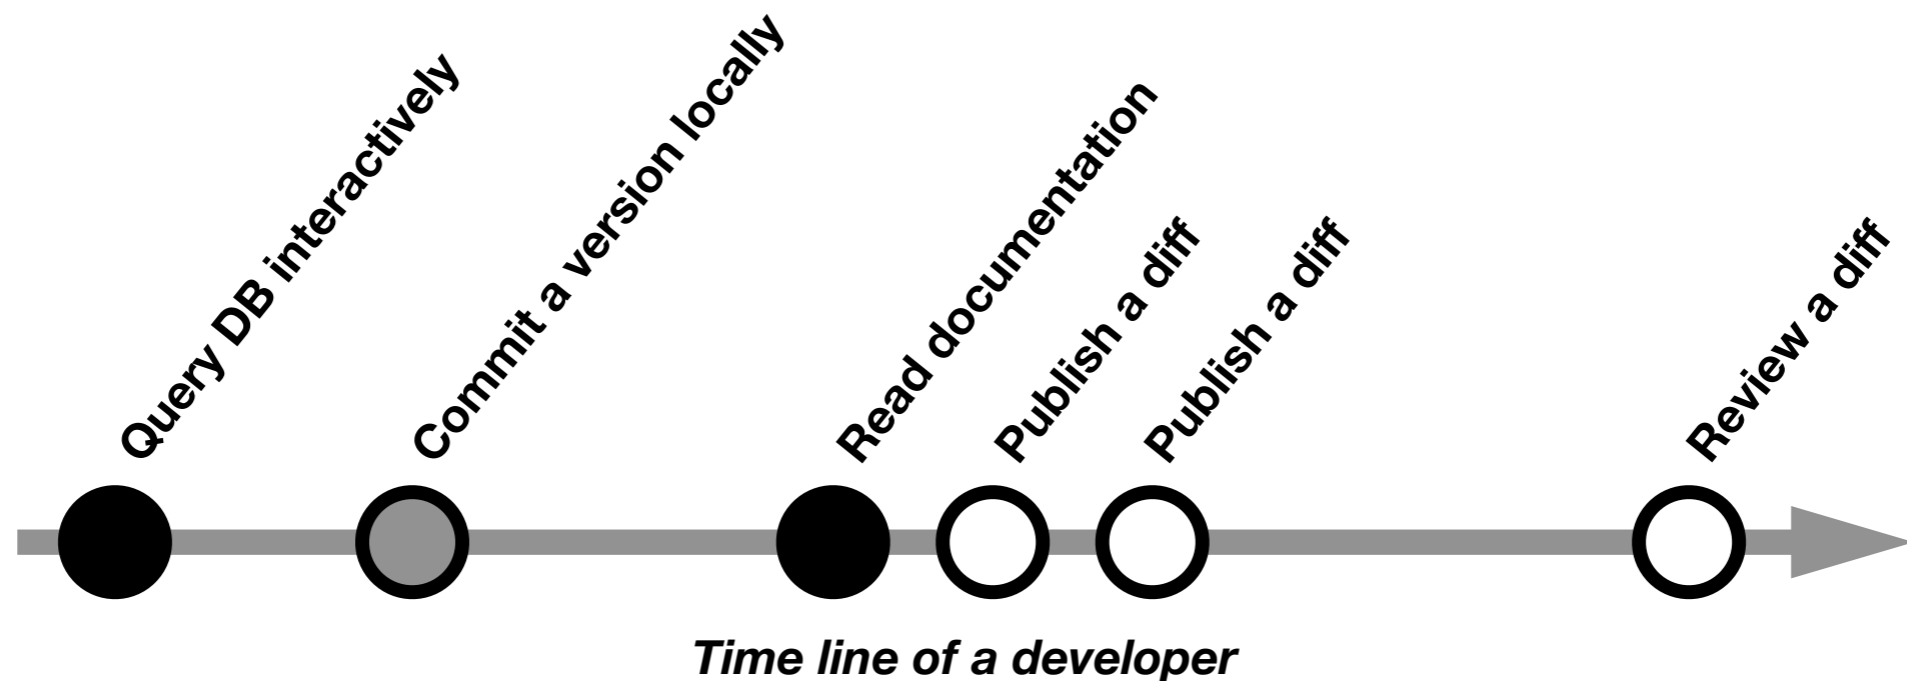 Query DB interactively
Commit a version locally
Read documentation
Publish a diff
Publish a diff
Review a diff
Time line of a developer